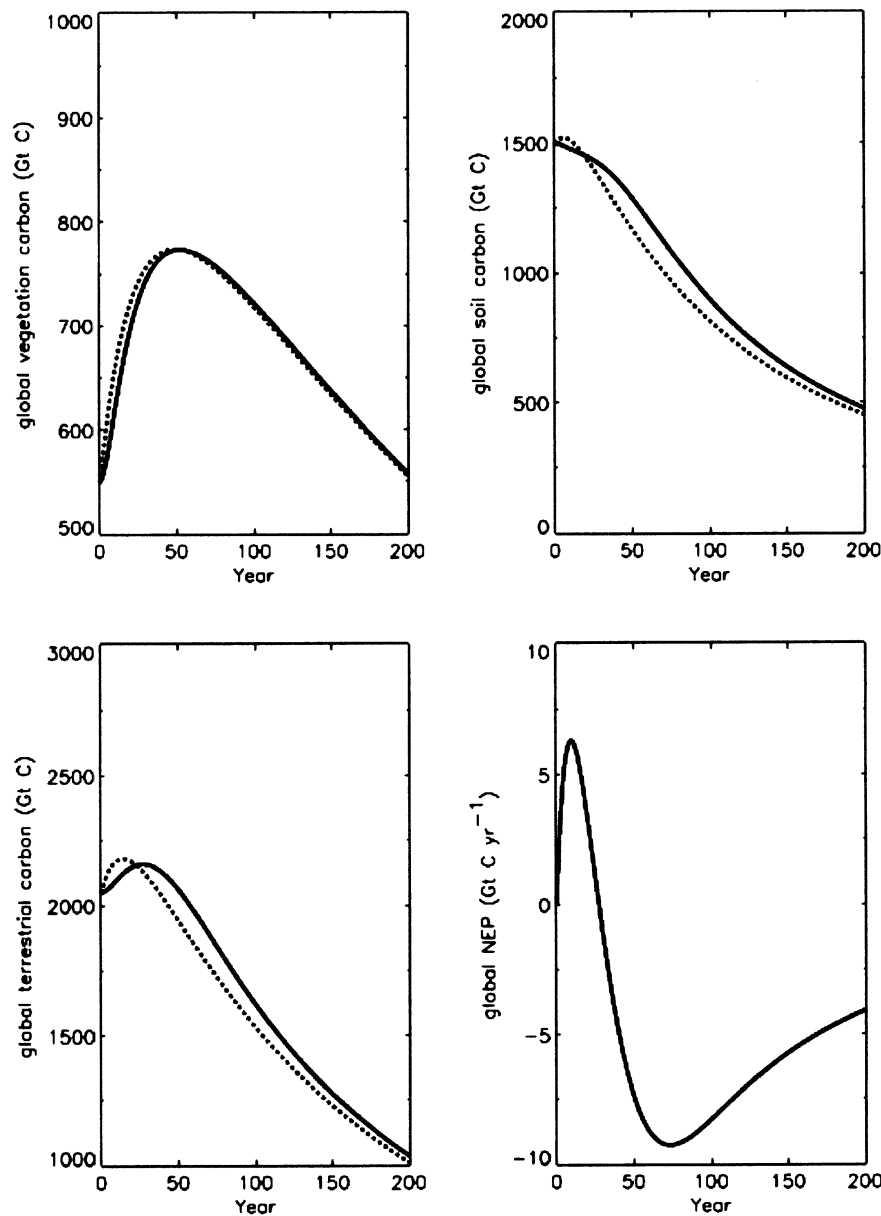 1000
900
800
700
600
500
global vegetation carbon (Gt C)
0 50 100 150 200
Year
2000
1500
1000
500
0
global soil carbon (Gt C)
0 50 100 150 200
Year
3000
2500
2000
1500
1000
global terrestrial carbon (Gt C)
0 50 100 150 200
Year
10
5
0
-5
-10
global NEP (Gt C yr⁻¹)
0 50 100 150 200
Year